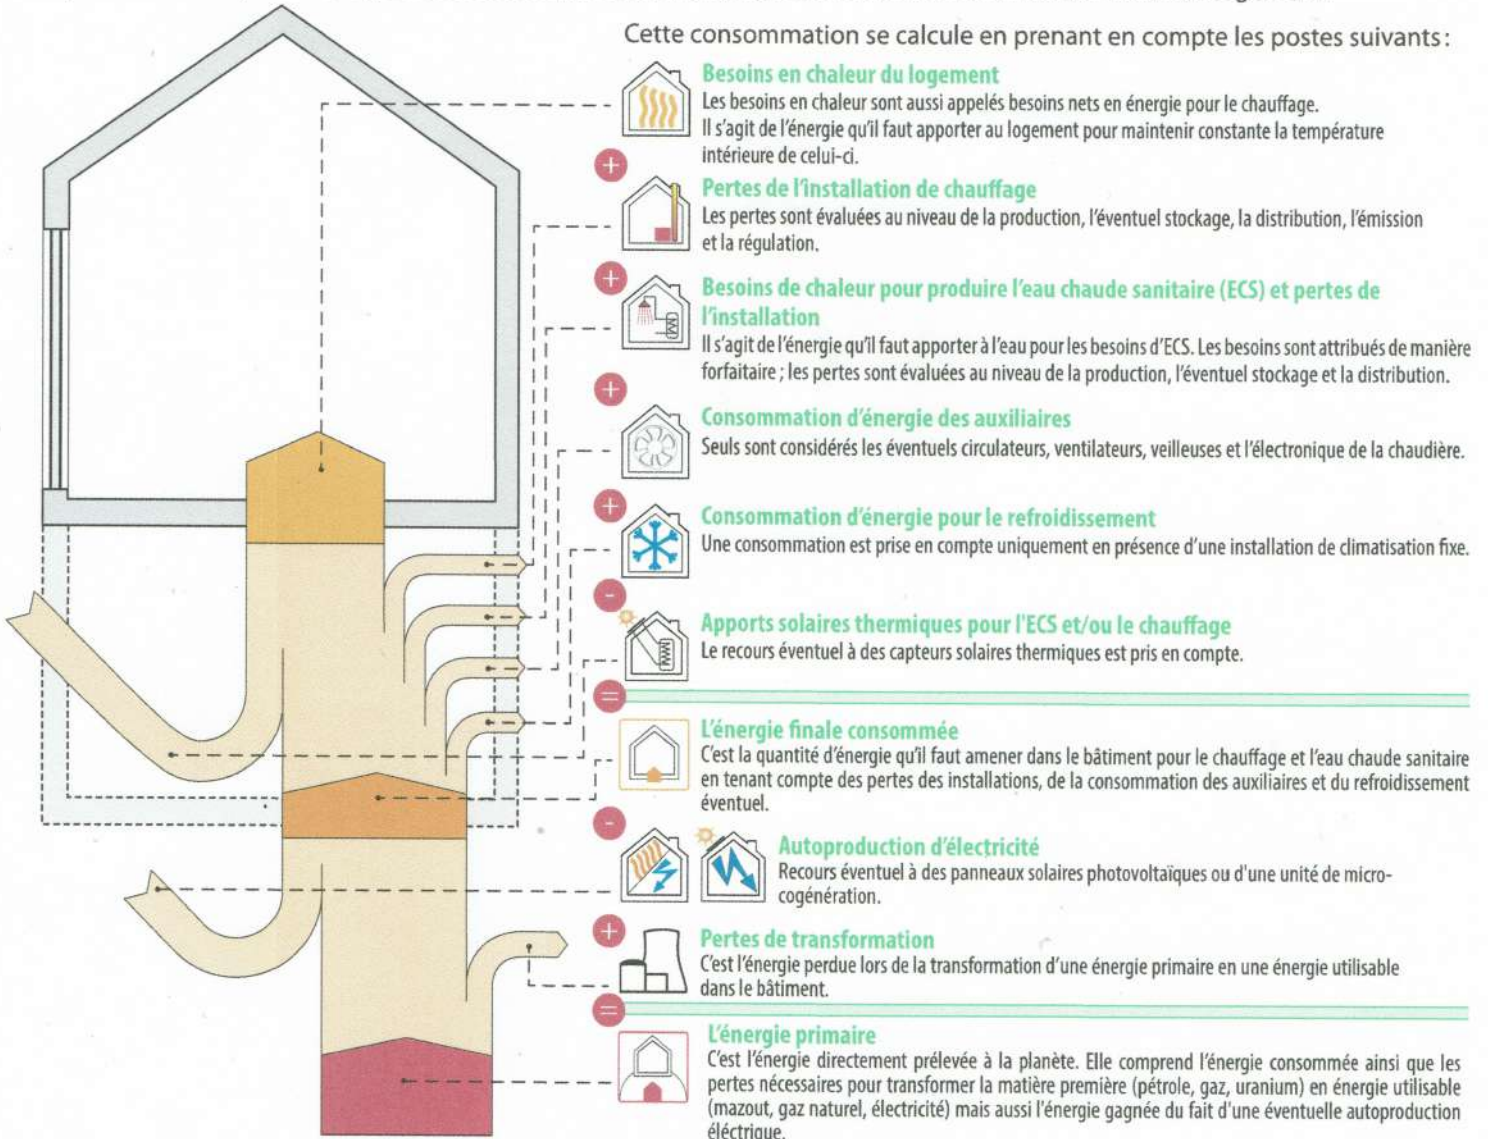 Cette consommation se calcule en prenant en compte les postes suivants :
Besoins en chaleur du logement
Les besoins en chaleur sont aussi appelés besoins nets en énergie pour le chauffage.
Il s'agit de l'énergie qu'il faut apporter au logement pour maintenir constante la température
intérieure de celui-ci.
+
Pertes de l'installation de chauffage
Les pertes sont évaluées au niveau de la production, l'éventuel stockage, la distribution, l'émission
et la régulation.
+
Besoins de chaleur pour produire l'eau chaude sanitaire (ECS) et pertes de
l'installation
Il s'agit de l'énergie qu'il faut apporter à l'eau pour les besoins d'ECS. Les besoins sont attribués de manière
forfaitaire ; les pertes sont évaluées au niveau de la production, l'éventuel stockage et la distribution.
+
Consommation d'énergie des auxiliaires
Seuls sont considérés les éventuels circulateurs, ventilateurs, veilleuses et l'électronique de la chaudière.
+
Consommation d'énergie pour le refroidissement
Une consommation est prise en compte uniquement en présence d'une installation de climatisation fixe.
-
Apports solaires thermiques pour l'ECS et/ou le chauffage
Le recours éventuel à des capteurs solaires thermiques est pris en compte.
=
L'énergie finale consommée
C'est la quantité d'énergie qu'il faut amener dans le bâtiment pour le chauffage et l'eau chaude sanitaire
en tenant compte des pertes des installations, de la consommation des auxiliaires et du refroidissement
éventuel.
-
Autoproduction d'électricité
Recours éventuel à des panneaux solaires photovoltaïques ou d'une unité de micro-
cogénération.
+
Pertes de transformation
C'est l'énergie perdue lors de la transformation d'une énergie primaire en une énergie utilisable
dans le bâtiment.
=
L'énergie primaire
C'est l'énergie directement prélevée à la planète. Elle comprend l'énergie consommée ainsi que les
pertes nécessaires pour transformer la matière première (pétrole, gaz, uranium) en énergie utilisable
(mazout, gaz naturel, électricité) mais aussi l'énergie gagnée du fait d'une éventuelle autoproduction
éléctrique.